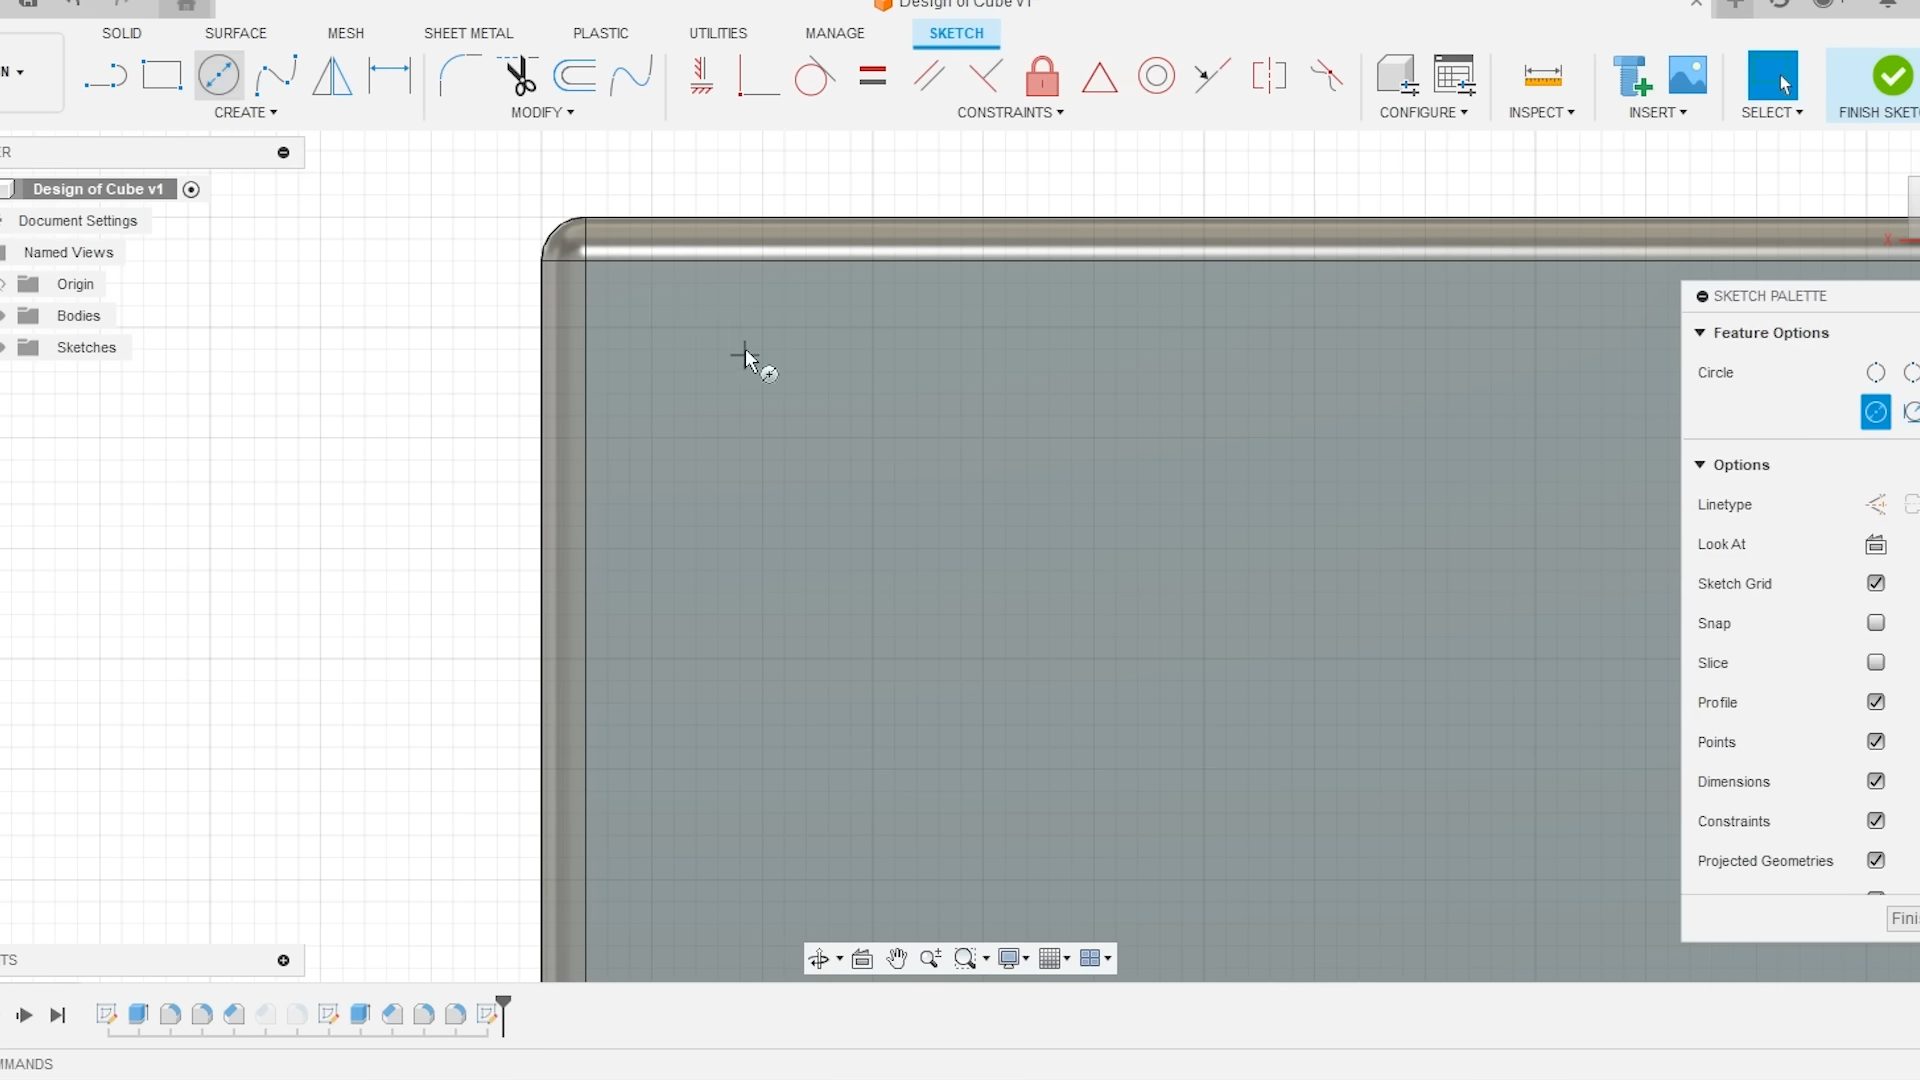 Design of Cube v1
SOLID SURFACE MESH SHEET METAL PLASTIC UTILITIES MANAGE SKETCH
N
CREATE MODIFY CONSTRAINTS CONFIGURE INSPECT INSERT SELECT FINISH SKET
ER
Design of Cube v1
Document Settings
Named Views
Origin
Bodies
Sketches
X
SKETCH PALETTE
Feature Options
Circle
Options
Linetype
Look At
Sketch Grid
Snap
Slice
Profile
Points
Dimensions
Constraints
Projected Geometries
Fini
TS
MMANDS